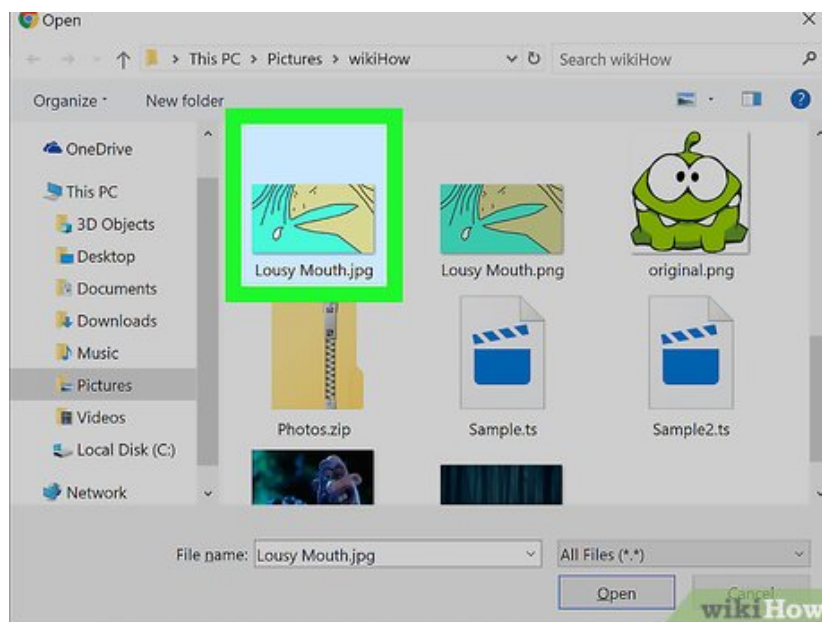 Open
This PC > Pictures > wikiHow
Search wikiHow
Organize
New folder
OneDrive
This PC
3D Objects
Desktop
Documents
Downloads
Music
Pictures
Videos
Local Disk (C:)
Network
Lousy Mouth.jpg
Lousy Mouth.png
original.png
Photos.zip
Sample.ts
Sample2.ts
File name: Lousy Mouth.jpg
All Files (*.*)
Open
Cancel
wikiHow